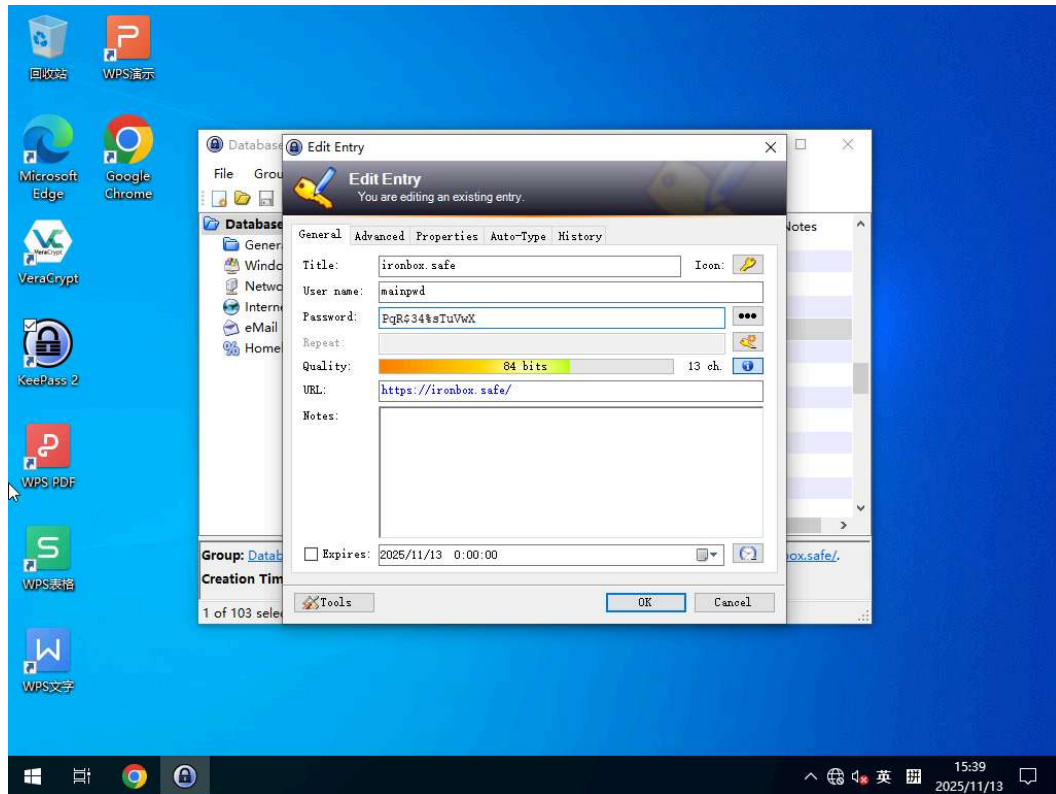 回收站
WPS演示
Microsoft Edge
Google Chrome
VeraCrypt
VeraCrypt
KeePass 2
WPS PDF
WPS表格
WPS文字
Database
File Grou
Database
Gener
Windo
Netwo
Intern
eMail
Home
Notes
Group: Datab
ox.safe/.
Creation Tim
1 of 103 sele
Edit Entry
Edit Entry
You are editing an existing entry.
General Advanced Properties Auto-Type History
Title: ironbox.safe Icon:
User name: mainpwd
Password: PqR$34%sTuVwX
Repeat:
Quality: 84 bits 13 ch.
URL: https://ironbox.safe/
Notes:
Expires: 2025/11/13 0:00:00
Tools OK Cancel
英 拼 15:39
2025/11/13